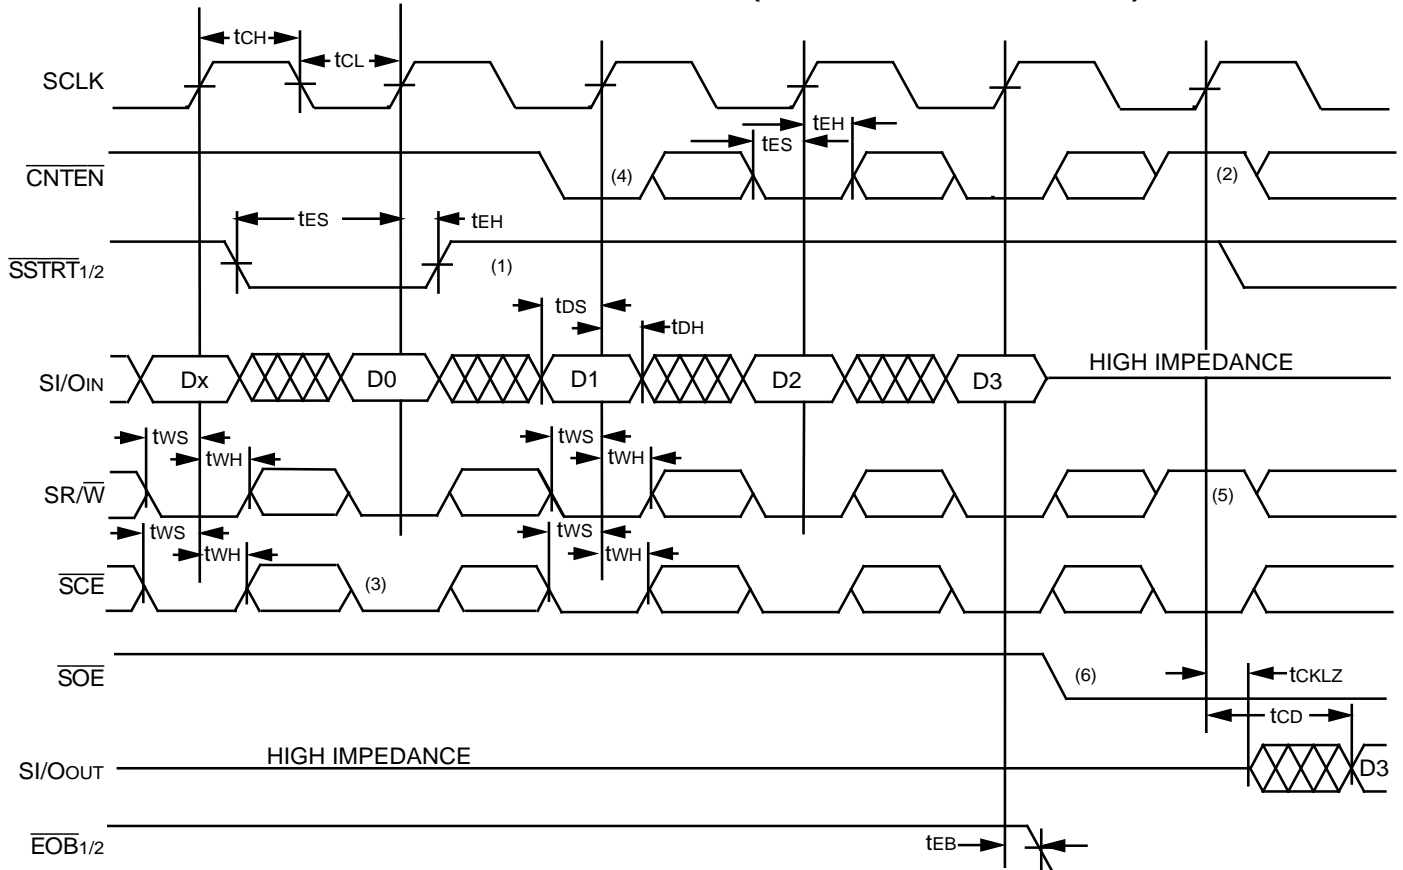 tCH
tCL
SCLK
tEH
tES
CNTEN
(4)
(2)
tES
tEH
SSTRT1/2
(1)
tDS
tDH
SI/OIN
Dx
D0
D1
D2
D3
HIGH IMPEDANCE
tWS
tWS
tWH
tWH
SR/W
(5)
tWS
tWS
tWH
tWH
SCE
(3)
SOE
(6)
tCKLZ
tCD
HIGH IMPEDANCE
SI/OOUT
D3
EOB1/2
tEB